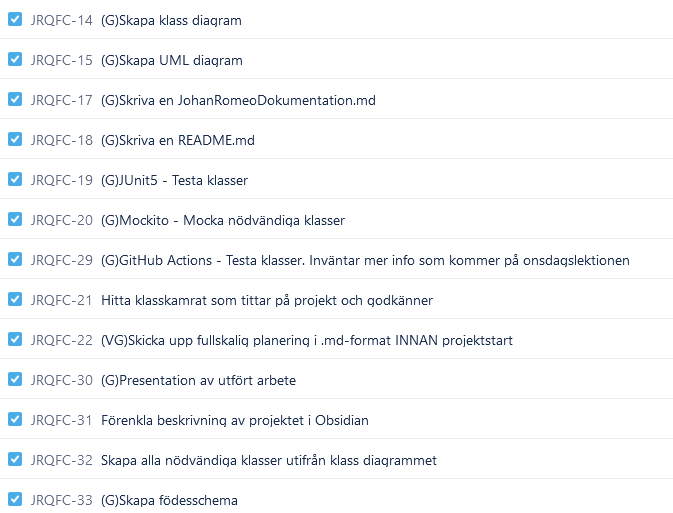 JRQFC-14 (G)Skapa klass diagram
JRQFC-15 (G)Skapa UML diagram
JRQFC-17 (G)Skriva en JohanRomeoDokumentation.md
JRQFC-18 (G)Skriva en README.md
JRQFC-19 (G)JUnit5 - Testa klasser
JRQFC-20 (G)Mockito - Mocka nödvändiga klasser
JRQFC-29 (G)GitHub Actions - Testa klasser. Inväntar mer info som kommer på onsdagslektionen
JRQFC-21 Hitta klasskamrat som tittar på projekt och godkänner
JRQFC-22 (VG)Skicka upp fullskalig planering i .md-format INNAN projektstart
JRQFC-30 (G)Presentation av utfört arbete
JRQFC-31 Förenkla beskrivning av projektet i Obsidian
JRQFC-32 Skapa alla nödvändiga klasser utifrån klass diagrammet
JRQFC-33 (G)Skapa födesschema